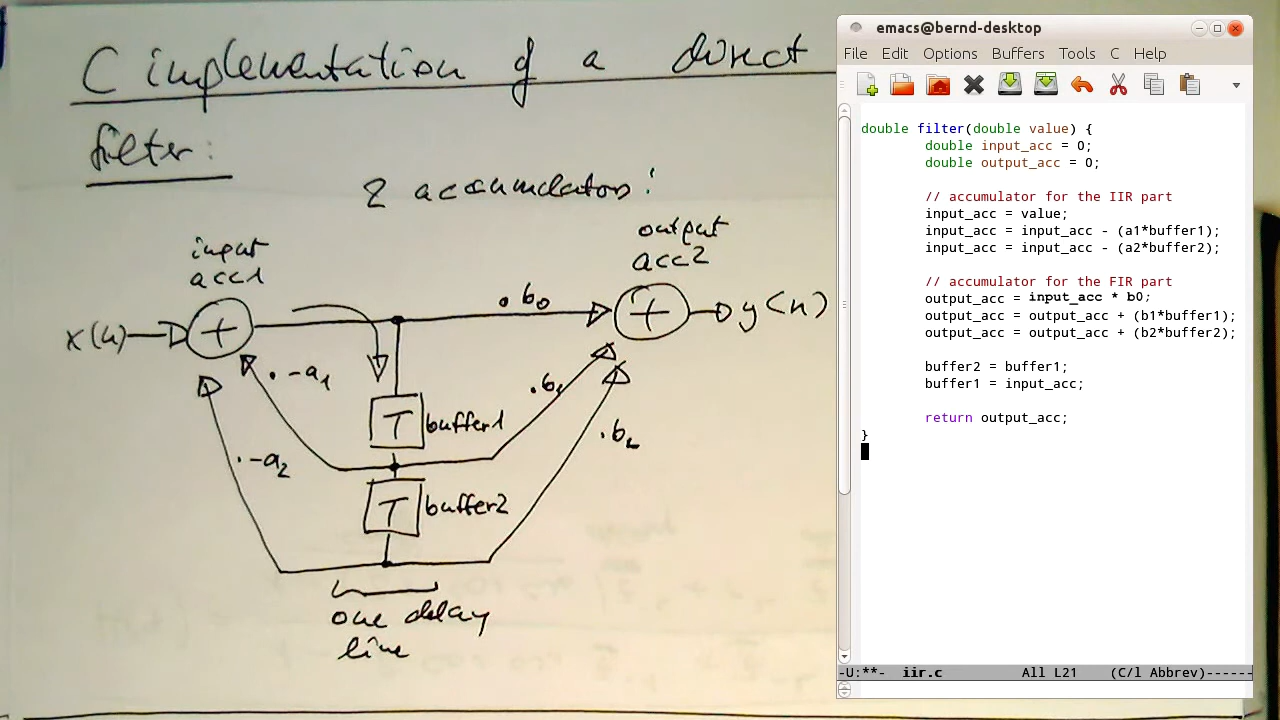 C implementation of a direct
filter:
2 accumulators:
input
acc1
output
acc2
x(n)
+
.b0
+
y(n)
.-a1
.b1
T
buffer1
.b2
.-a2
T
buffer2
one delay
line
emacs@bernd-desktop
File Edit Options Buffers Tools C Help
double filter(double value) {
double input_acc = 0;
double output_acc = 0;
// accumulator for the IIR part
input_acc = value;
input_acc = input_acc - (a1*buffer1);
input_acc = input_acc - (a2*buffer2);
// accumulator for the FIR part
output_acc = input_acc * b0;
output_acc = output_acc + (b1*buffer1);
output_acc = output_acc + (b2*buffer2);
buffer2 = buffer1;
buffer1 = input_acc;
return output_acc;
}
-U:**- iir.c All L21 (C/l Abbrev)------